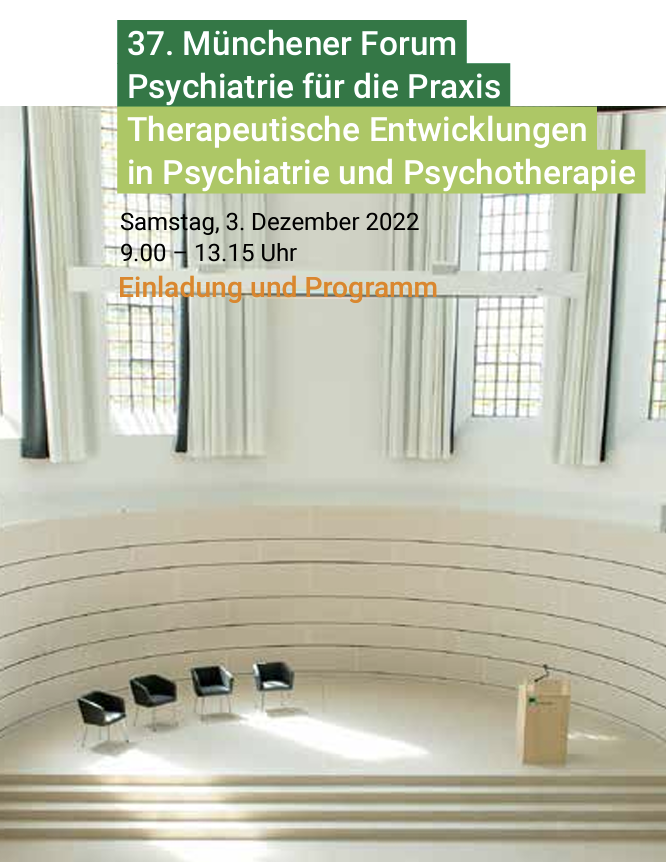 37. Münchener Forum
Psychiatrie für die Praxis
Therapeutische Entwicklungen
in Psychiatrie und Psychotherapie
Samstag, 3. Dezember 2022
9.00 – 13.15 Uhr
Einladung und Programm